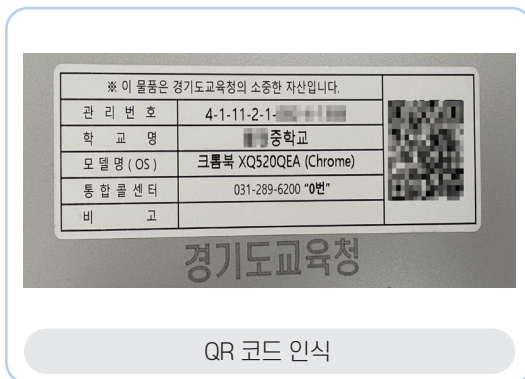 ※ 이 물품은 경기도교육청의 소중한 자산입니다.
관 리 번 호 4-1-11-2-1-
학 교 명 중학교
모 델 명 ( OS ) 크롬북 XQ520QEA (Chrome)
통 합 콜 센 터 031-289-6200 "0번"
비 고
경기도교육청
QR 코드 인식